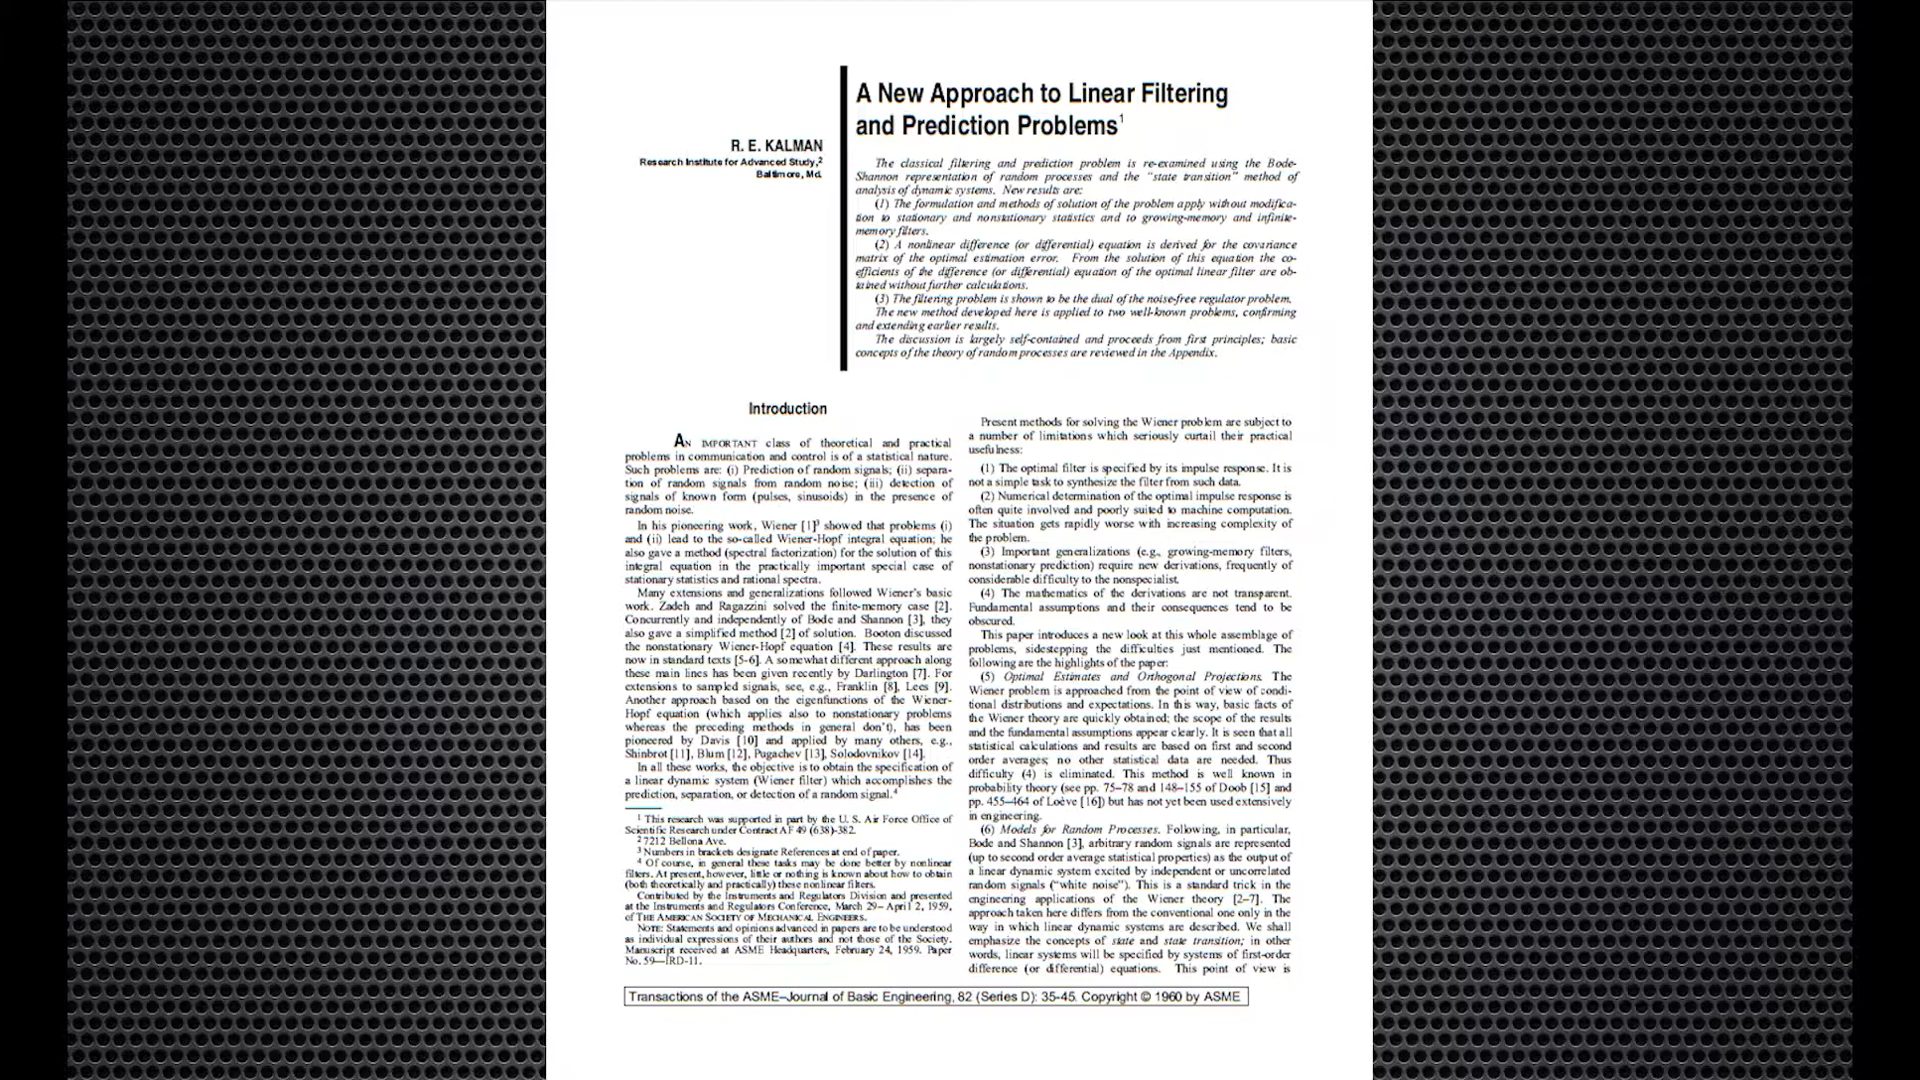 A New Approach to Linear Filtering
and Prediction Problems1
R. E. KALMAN
Research Institute for Advanced Study,2
Baltimore, Md.
The classical filtering and prediction problem is re-examined using the Bode-
Shannon representation of random processes and the “state transition” method of
analysis of dynamic systems. New results are:
(1) The formulation and methods of solution of the problem apply without modifica-
tion to stationary and nonstationary statistics and to growing-memory and infinite-
memory filters.
(2) A nonlinear difference (or differential) equation is derived for the covariance
matrix of the optimal estimation error. From the solution of this equation the co-
efficients of the difference (or differential) equation of the optimal linear filter are ob-
tained without further calculations.
(3) The filtering problem is shown to be the dual of the noise-free regulator problem.
The new method developed here is applied to two well-known problems, confirming
and extending earlier results.
The discussion is largely self-contained and proceeds from first principles; basic
concepts of the theory of random processes are reviewed in the Appendix.
Introduction
AN IMPORTANT class of theoretical and practical
problems in communication and control is of a statistical nature.
Such problems are: (i) Prediction of random signals; (ii) separa-
tion of random signals from random noise; (iii) detection of
signals of known form (pulses, sinusoids) in the presence of
random noise.
In his pioneering work, Wiener [1]3 showed that problems (i)
and (ii) lead to the so-called Wiener-Hopf integral equation; he
also gave a method (spectral factorization) for the solution of this
integral equation in the practically important special case of
stationary statistics and rational spectra.
Many extensions and generalizations followed Wiener’s basic
work. Zadeh and Ragazzini solved the finite-memory case [2].
Concurrently and independently of Bode and Shannon [3], they
also gave a simplified method [2] of solution. Booton discussed
the nonstationary Wiener-Hopf equation [4]. These results are
now in standard texts [5-6]. A somewhat different approach along
these main lines has been given recently by Darlington [7]. For
extensions to sampled signals, see, e.g., Franklin [8], Lees [9].
Another approach based on the eigenfunctions of the Wiener-
Hopf equation (which applies also to nonstationary problems
whereas the preceding methods in general don’t), has been
pioneered by Davis [10] and applied by many others, e.g.,
Shinbrot [11], Blum [12], Pugachev [13], Solodovnikov [14].
In all these works, the objective is to obtain the specification of
a linear dynamic system (Wiener filter) which accomplishes the
prediction, separation, or detection of a random signal.4
1 This research was supported in part by the U. S. Air Force Office of
Scientific Research under Contract AF 49 (638)-382.
2 7212 Bellona Ave.
3 Numbers in brackets designate References at end of paper.
4 Of course, in general these tasks may be done better by nonlinear
filters. At present, however, little or nothing is known about how to obtain
(both theoretically and practically) these nonlinear filters.
Contributed by the Instruments and Regulators Division and presented
at the Instruments and Regulators Conference, March 29– April 2, 1959,
of THE AMERICAN SOCIETY OF MECHANICAL ENGINEERS.
NOTE: Statements and opinions advanced in papers are to be understood
as individual expressions of their authors and not those of the Society.
Manuscript received at ASME Headquarters, February 24, 1959. Paper
No. 59—IRD-11.
Present methods for solving the Wiener problem are subject to
a number of limitations which seriously curtail their practical
usefulness:
(1) The optimal filter is specified by its impulse response. It is
not a simple task to synthesize the filter from such data.
(2) Numerical determination of the optimal impulse response is
often quite involved and poorly suited to machine computation.
The situation gets rapidly worse with increasing complexity of
the problem.
(3) Important generalizations (e.g., growing-memory filters,
nonstationary prediction) require new derivations, frequently of
considerable difficulty to the nonspecialist.
(4) The mathematics of the derivations are not transparent.
Fundamental assumptions and their consequences tend to be
obscured.
This paper introduces a new look at this whole assemblage of
problems, sidestepping the difficulties just mentioned. The
following are the highlights of the paper:
(5) Optimal Estimates and Orthogonal Projections. The
Wiener problem is approached from the point of view of condi-
tional distributions and expectations. In this way, basic facts of
the Wiener theory are quickly obtained; the scope of the results
and the fundamental assumptions appear clearly. It is seen that all
statistical calculations and results are based on first and second
order averages; no other statistical data are needed. Thus
difficulty (4) is eliminated. This method is well known in
probability theory (see pp. 75–78 and 148–155 of Doob [15] and
pp. 455–464 of Loève [16]) but has not yet been used extensively
in engineering.
(6) Models for Random Processes. Following, in particular,
Bode and Shannon [3], arbitrary random signals are represented
(up to second order average statistical properties) as the output of
a linear dynamic system excited by independent or uncorrelated
random signals (“white noise”). This is a standard trick in the
engineering applications of the Wiener theory [2–7]. The
approach taken here differs from the conventional one only in the
way in which linear dynamic systems are described. We shall
emphasize the concepts of state and state transition; in other
words, linear systems will be specified by systems of first-order
difference (or differential) equations. This point of view is
Transactions of the ASME–Journal of Basic Engineering, 82 (Series D): 35-45. Copyright © 1960 by ASME